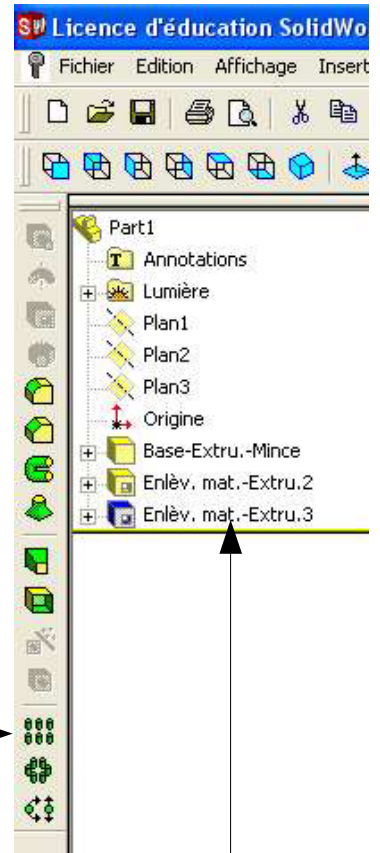 Licence d'éducation SolidWo
Fichier Edition Affichage Insert
Part1
Annotations
Lumière
Plan1
Plan2
Plan3
Origine
Base-Extru.-Mince
Enlèv. mat.-Extru.2
Enlèv. mat.-Extru.3